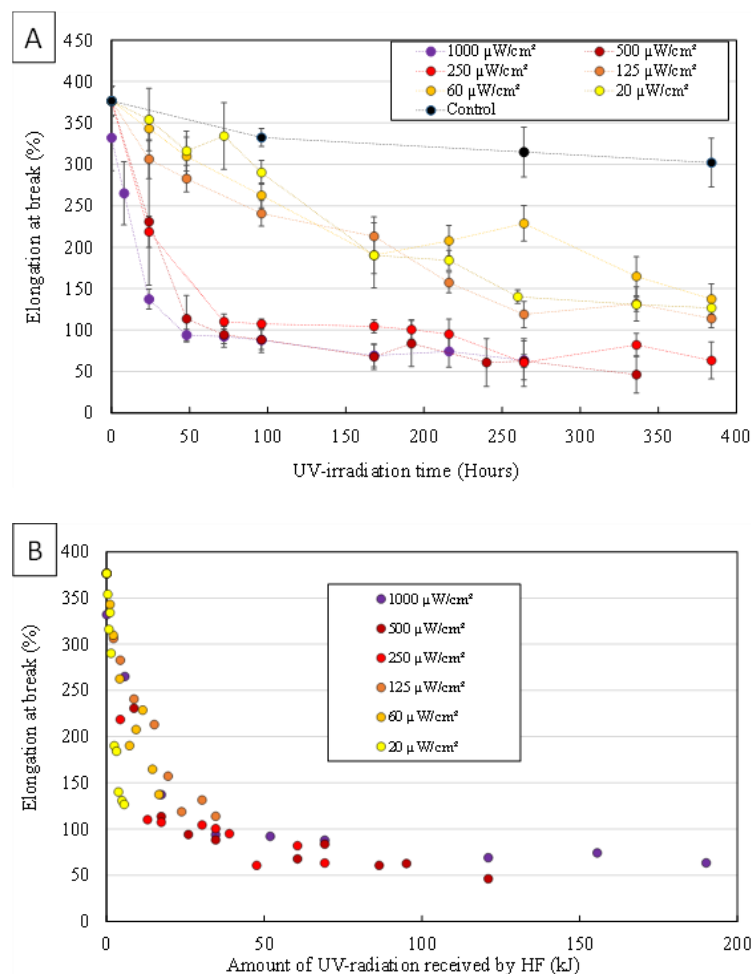 A
450
400
350
300
250
200
150
100
50
0
Elongation at break (%)
1000 µW/cm² 500 µW/cm²
250 µW/cm² 125 µW/cm²
60 µW/cm² 20 µW/cm²
Control
0 50 100 150 200 250 300 350 400
UV-irradiation time (Hours)
B
400
350
300
250
200
150
100
50
0
Elongation at break (%)
1000 µW/cm²
500 µW/cm²
250 µW/cm²
125 µW/cm²
60 µW/cm²
20 µW/cm²
0 50 100 150 200
Amount of UV-radiation received by HF (kJ)